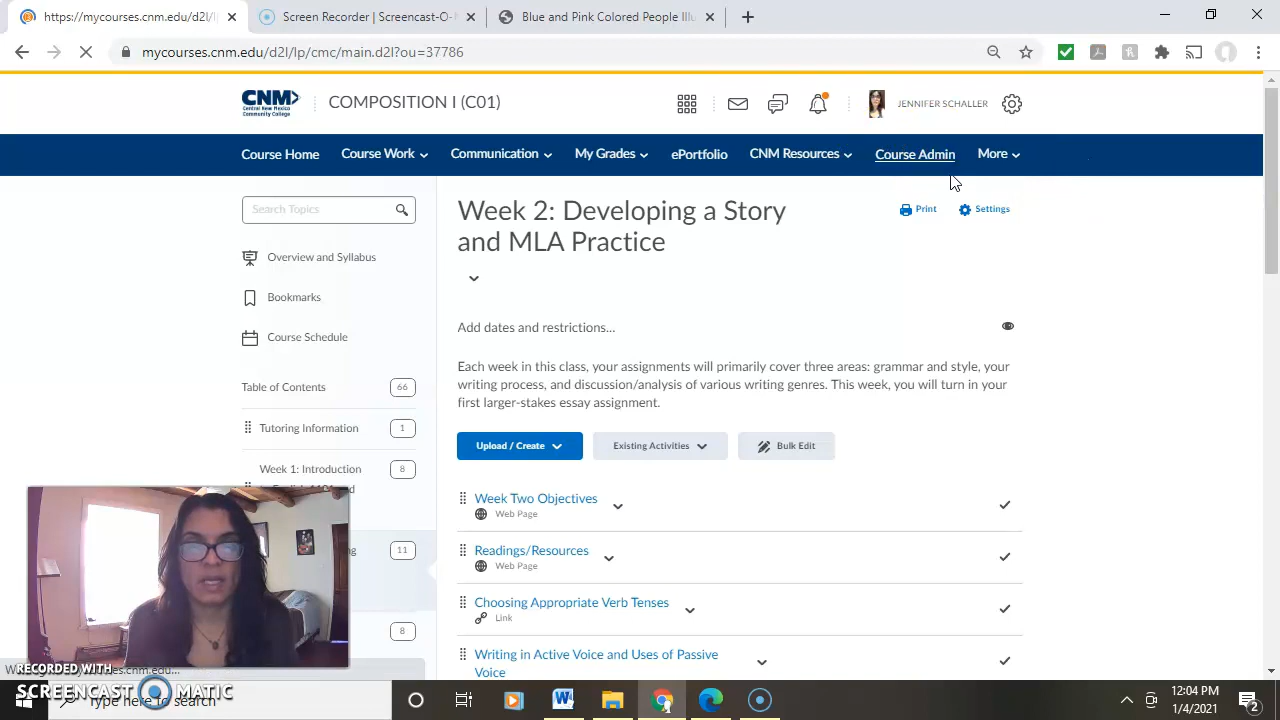 https://mycourses.cnm.edu/d2l/l
Screen Recorder | Screencast-O-
Blue and Pink Colored People Illu
mycourses.cnm.edu/d2l/lp/cmc/main.d2l?ou=37786
CNM
Central New Mexico
Community College
COMPOSITION I (C01)
JENNIFER SCHALLER
Course Home
Course Work
Communication
My Grades
ePortfolio
CNM Resources
Course Admin
More
Search Topics
Overview and Syllabus
Bookmarks
Course Schedule
Table of Contents
66
Tutoring Information
1
Week 1: Introduction
8
11
8
Week 2: Developing a Story
and MLA Practice
Print
Settings
Add dates and restrictions...
Each week in this class, your assignments will primarily cover three areas: grammar and style, your
writing process, and discussion/analysis of various writing genres. This week, you will turn in your
first larger-stakes essay assignment.
Upload / Create
Existing Activities
Bulk Edit
Week Two Objectives
Web Page
Readings/Resources
Web Page
Choosing Appropriate Verb Tenses
Link
Writing in Active Voice and Uses of Passive
Voice
RECORDED WITH
SCREENCAST MATIC
Type here to search
12:04 PM
1/4/2021
2